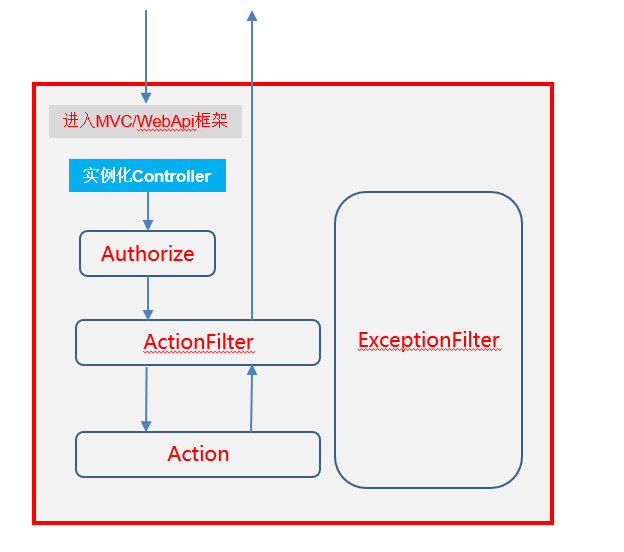 进入MVC/WebApi框架
实例化Controller
Authorize
ActionFilter
ExceptionFilter
Action